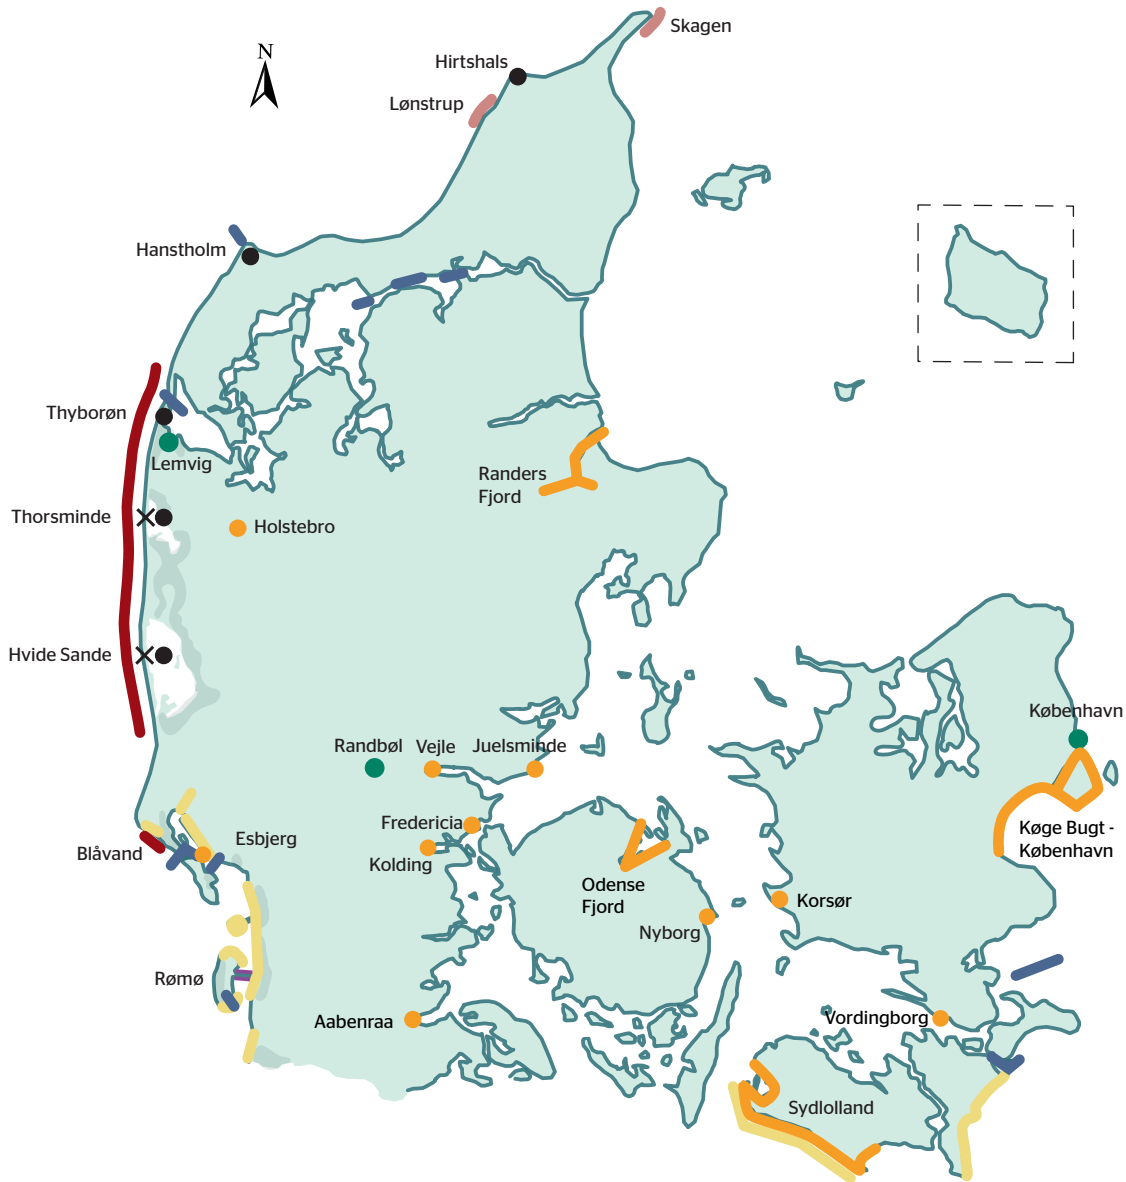 Skagen
N
Hirtshals
Lønstrup
Hanstholm
Thyborøn
Lemvig
Randers
Fjord
Thorsminde
Holstebro
Hvide Sande
København
Randbøl
Vejle
Juelsminde
Fredericia
Kolding
Esbjerg
Blåvand
Køge Bugt -
København
Odense
Fjord
Korsør
Nyborg
Rømø
Aabenraa
Vordingborg
Sydlolland